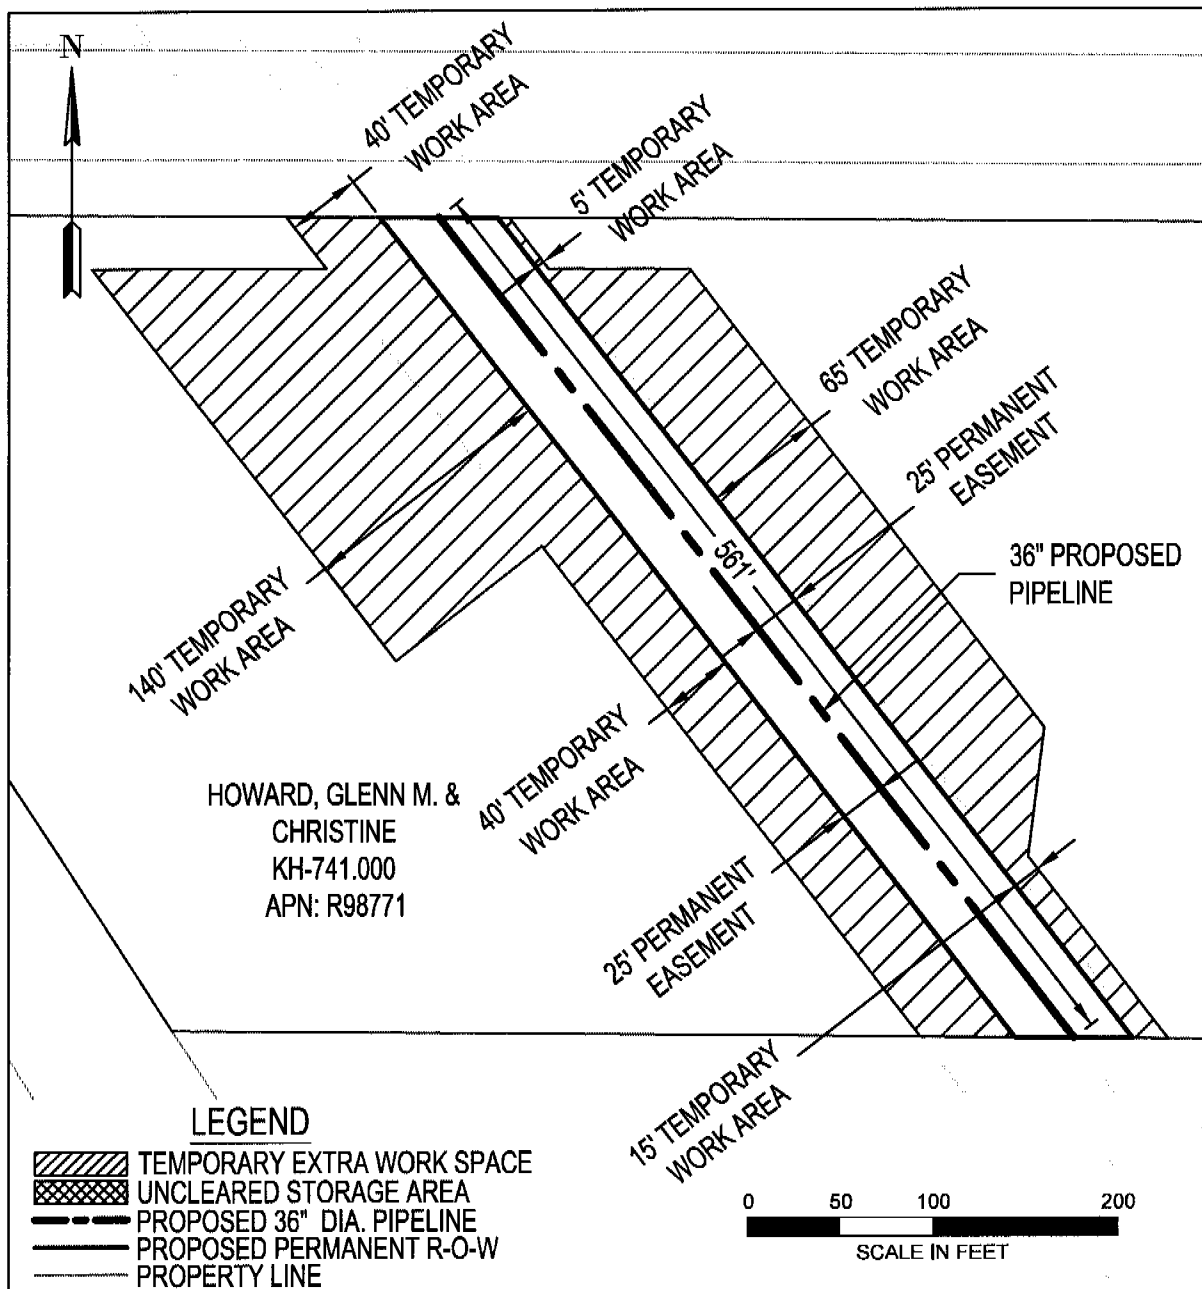 N
40' TEMPORARY
WORK AREA
5' TEMPORARY
WORK AREA
65' TEMPORARY
WORK AREA
25' PERMANENT
EASEMENT
36" PROPOSED
PIPELINE
561'
140' TEMPORARY
WORK AREA
40' TEMPORARY
WORK AREA
HOWARD, GLENN M. &
CHRISTINE
KH-741.000
APN: R98771
25' PERMANENT
EASEMENT
15' TEMPORARY
WORK AREA
LEGEND
TEMPORARY EXTRA WORK SPACE
UNCLEARED STORAGE AREA
PROPOSED 36" DIA. PIPELINE
PROPOSED PERMANENT R-O-W
PROPERTY LINE
0 50 100 200
SCALE IN FEET